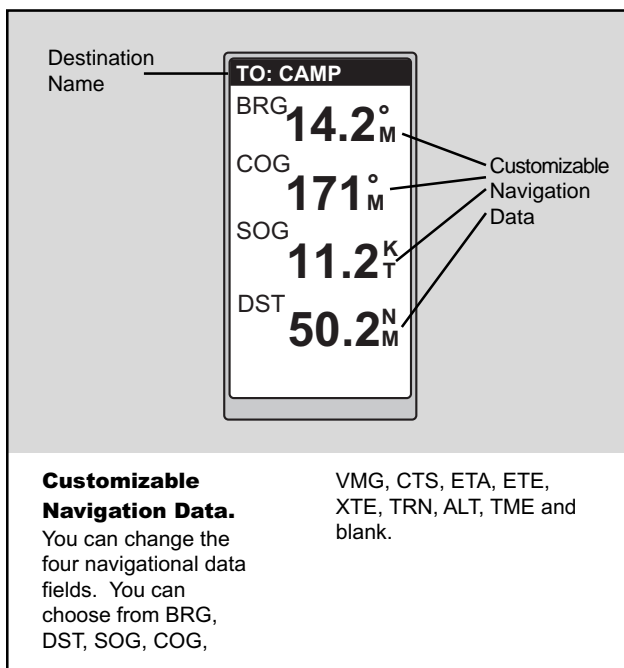 Destination
Name
TO: CAMP
BRG
14.2°M
COG
171°M
SOG
11.2KT
DST
50.2NM
Customizable
Navigation
Data
Customizable
Navigation Data.
You can change the
four navigational data
fields. You can
choose from BRG,
DST, SOG, COG,
VMG, CTS, ETA, ETE,
XTE, TRN, ALT, TME and
blank.